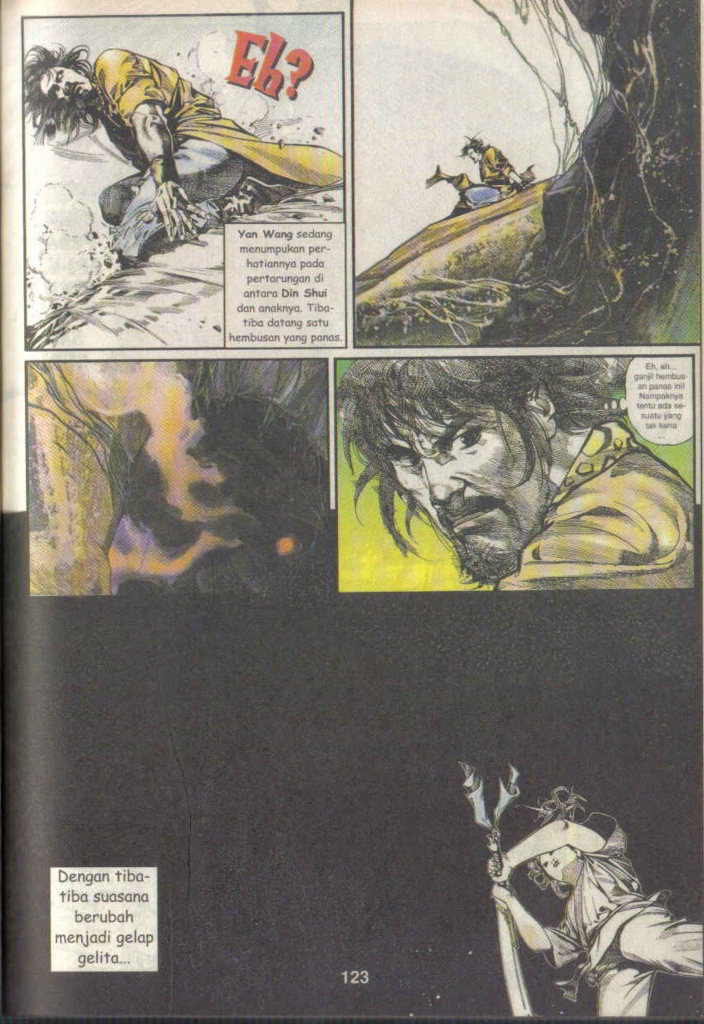 Eh?
Yan Wang sedang
menumpukan per-
hatiannya pada
pertarungan di
antara Din Shui
dan anaknya. Tiba-
tiba datang satu
hembusan yang panas.
Eh, eh...
ganjil hembus-
an panas ini!
Nampaknya
tentu ada se-
suatu yang
tak kena
...
Dengan tiba-
tiba suasana
berubah
menjadi gelap
gelita...
123